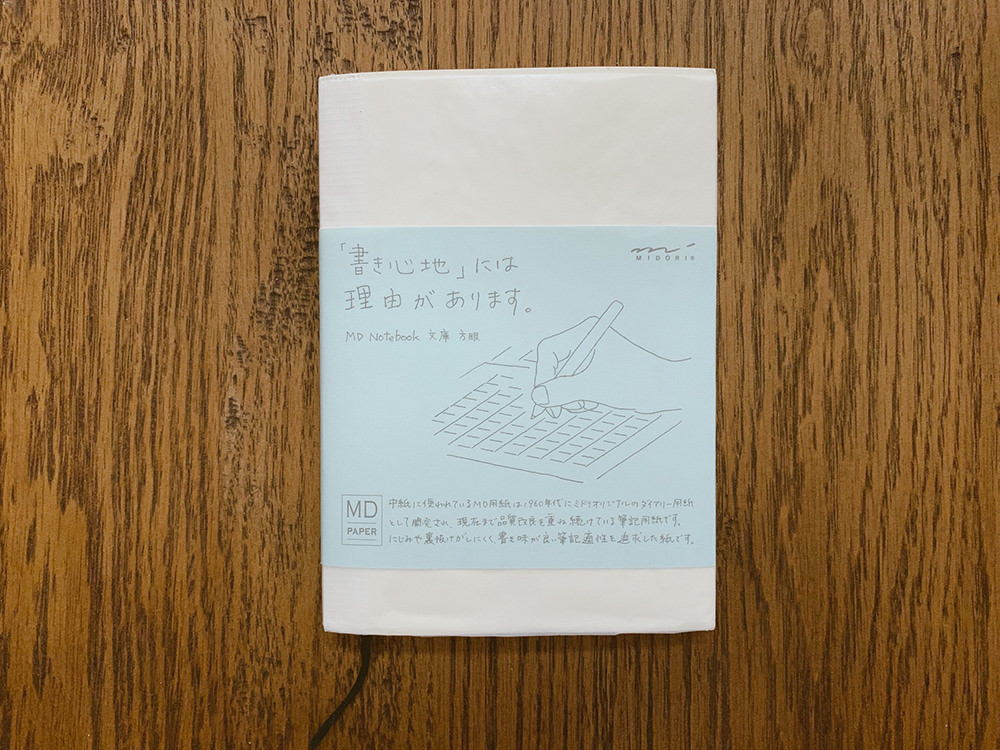 「書き心地」には
MIDORI®
理由があります。
MD Notebook 文庫 方眼
MD
PAPER
中紙に使われているMD用紙は、1960年代にミドリオリジナルのダイアリー用紙
として開発され、現在まで品質改良を重ね続けている筆記用紙です。
にじみや裏抜けがしにくく、書き味が良い筆記適性を追求した紙です。